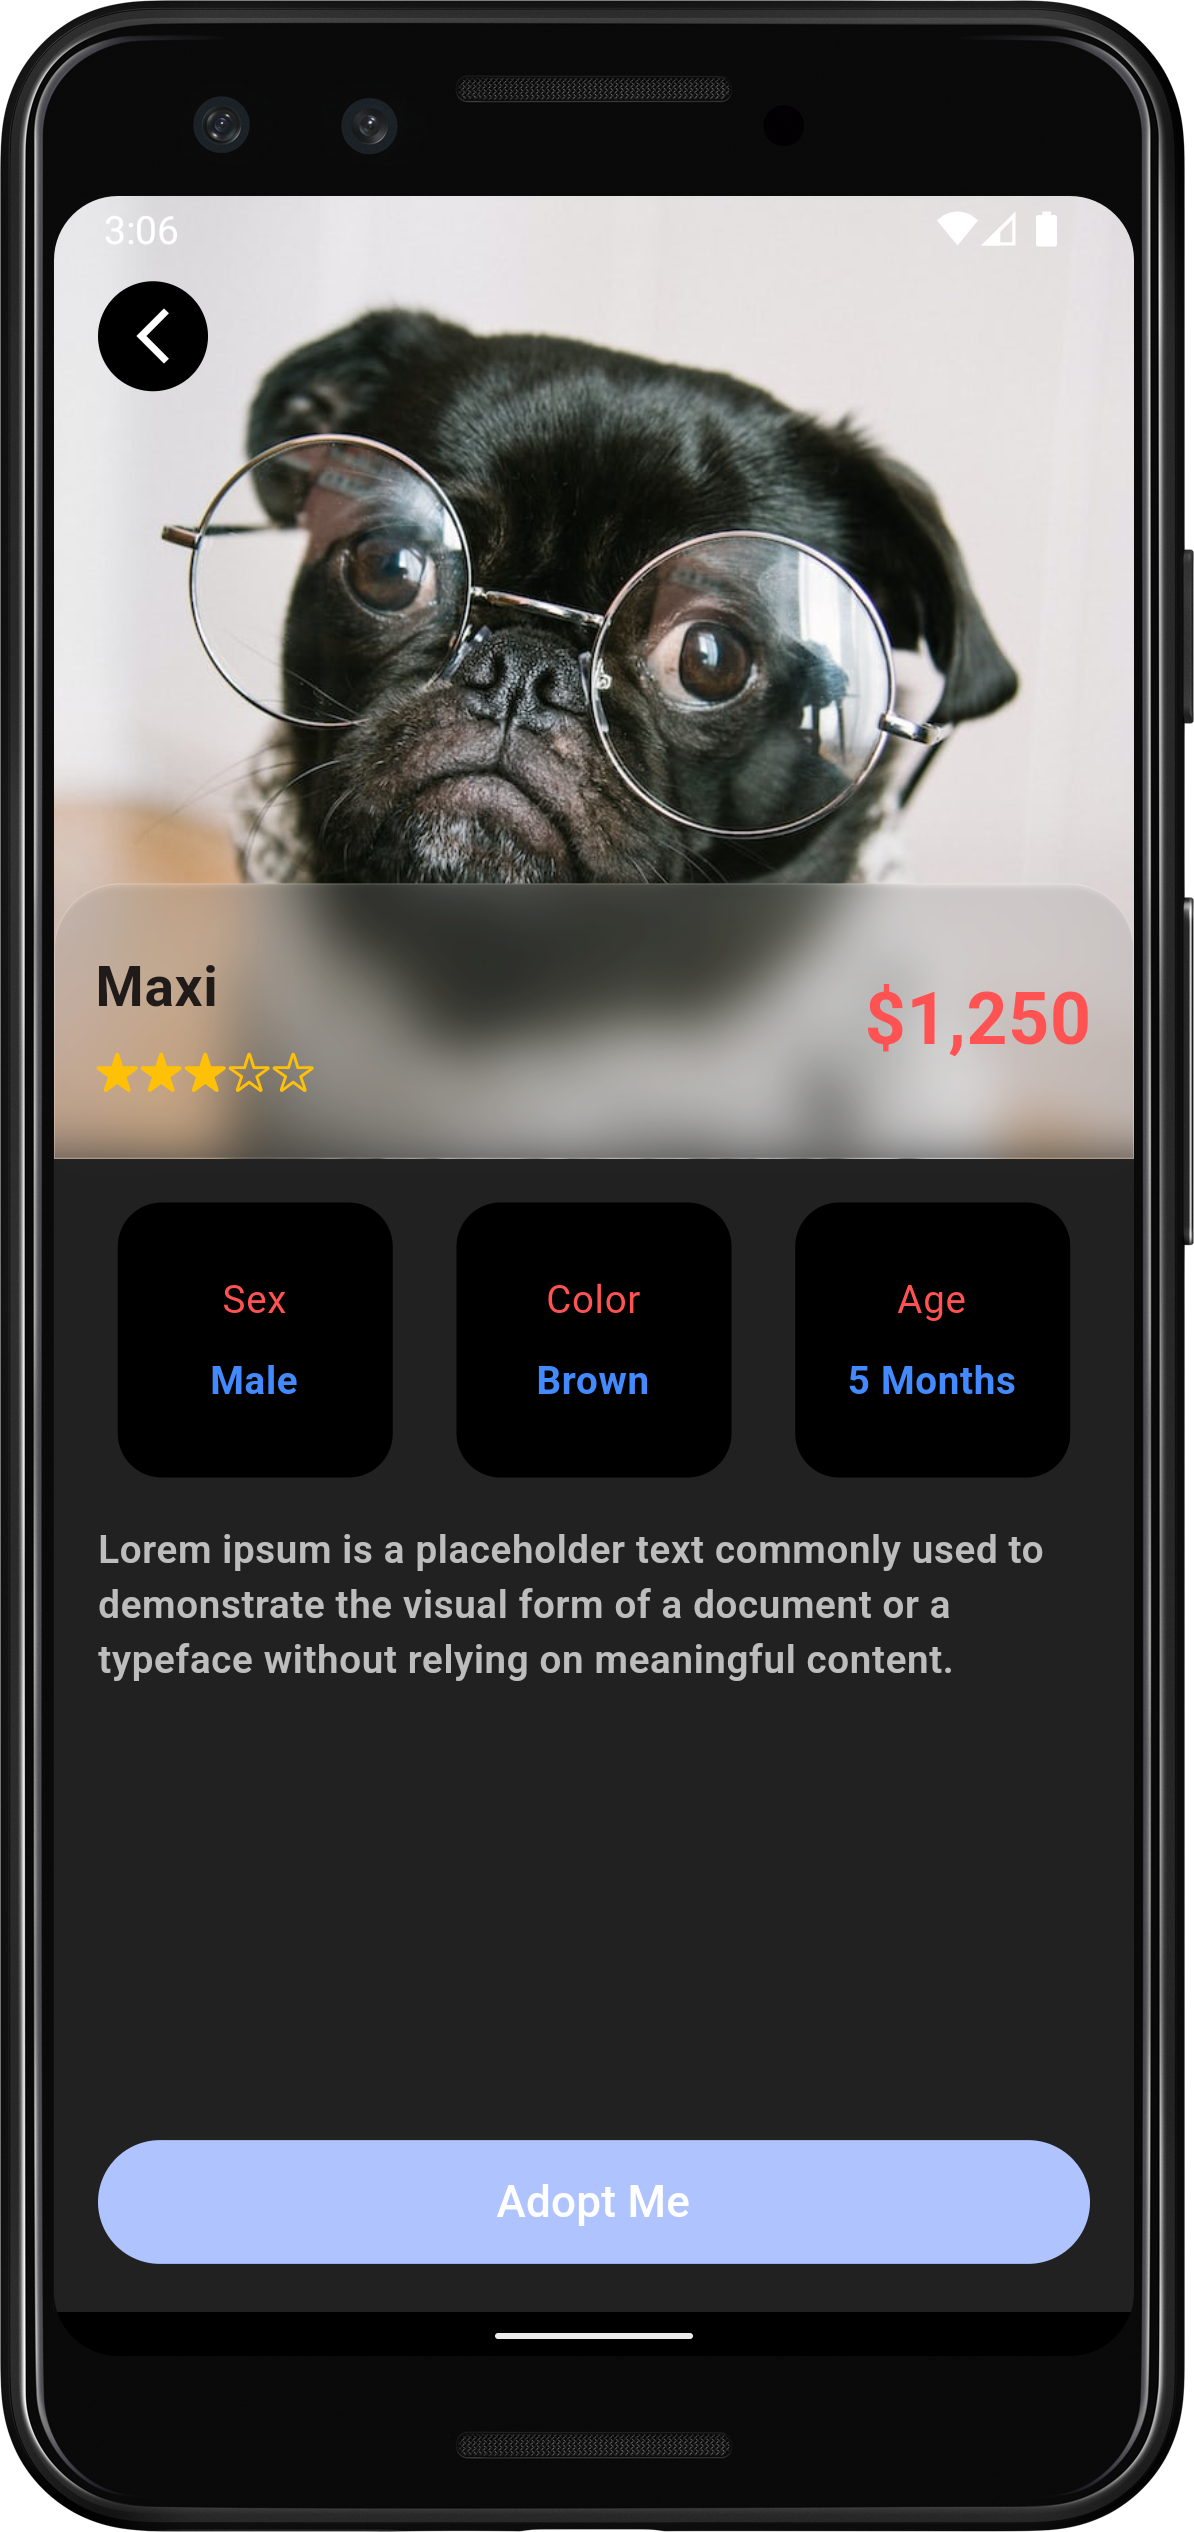 3:06
Maxi
$1,250
Sex
Color
Age
Male
Brown
5 Months
Lorem ipsum is a placeholder text commonly used to
demonstrate the visual form of a document or a
typeface without relying on meaningful content.
Adopt Me